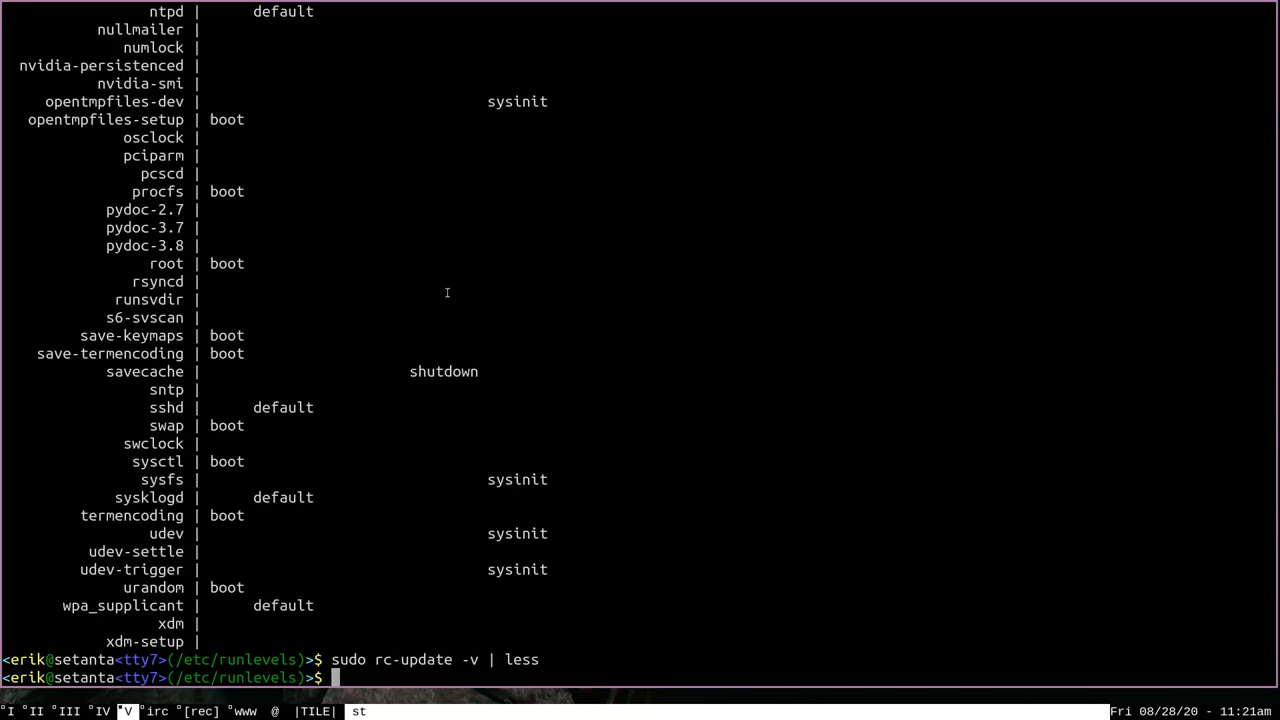 ntpd |      default
nullmailer |
numlock |
nvidia-persistenced |
nvidia-smi |
opentmpfiles-dev |                                 sysinit
opentmpfiles-setup | boot
osclock |
pciparm |
pcscd |
procfs | boot
pydoc-2.7 |
pydoc-3.7 |
pydoc-3.8 |
root | boot
rsyncd |
runsvdir |
s6-svscan |
save-keymaps | boot
save-termencoding | boot
savecache |                        shutdown
sntp |
sshd |      default
swap | boot
swclock |
sysctl | boot
sysfs |                                 sysinit
sysklogd |      default
termencoding | boot
udev |                                 sysinit
udev-settle |
udev-trigger |                                 sysinit
urandom | boot
wpa_supplicant |      default
xdm |
xdm-setup |
<erik@setanta<tty7>(/etc/runlevels)>$ sudo rc-update -v | less
<erik@setanta<tty7>(/etc/runlevels)>$
°I °II °III °IV °V °irc °[rec] °www @ |TILE| st Fri 08/28/20 - 11:21am